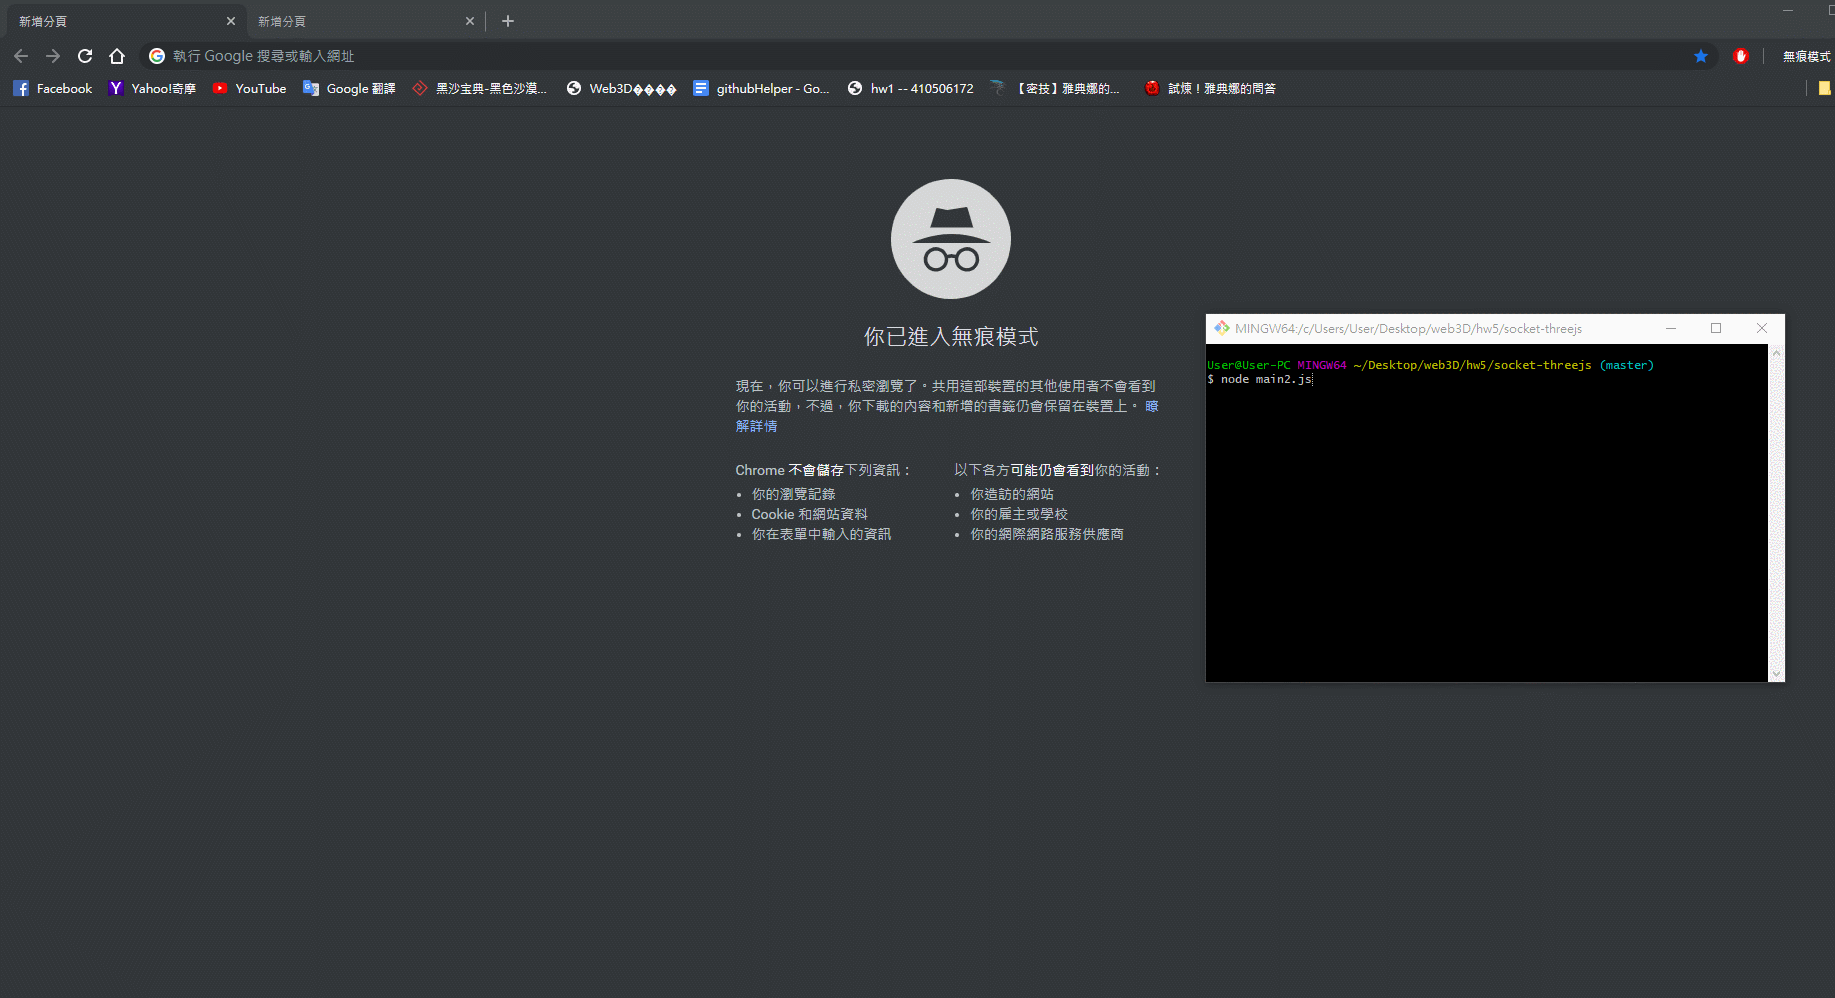 新增分頁
新增分頁
執行 Google 搜尋或輸入網址
無痕模式
Facebook
Yahoo!奇摩
YouTube
Google 翻譯
黑沙宝典-黑色沙漠...
Web3D����
githubHelper - Go...
hw1 -- 410506172
【密技】雅典娜的...
試煉！雅典娜的問答
你已進入無痕模式
現在，你可以進行私密瀏覽了。共用這部裝置的其他使用者不會看到
你的活動，不過，你下載的內容和新增的書籤仍會保留在裝置上。 瞭
解詳情
Chrome 不會儲存下列資訊：
• 你的瀏覽記錄
• Cookie 和網站資料
• 你在表單中輸入的資訊
以下各方可能仍會看到你的活動：
• 你造訪的網站
• 你的雇主或學校
• 你的網際網路服務供應商
MINGW64:/c/Users/User/Desktop/web3D/hw5/socket-threejs
User@User-PC MINGW64 ~/Desktop/web3D/hw5/socket-threejs (master)
$ node main2.js